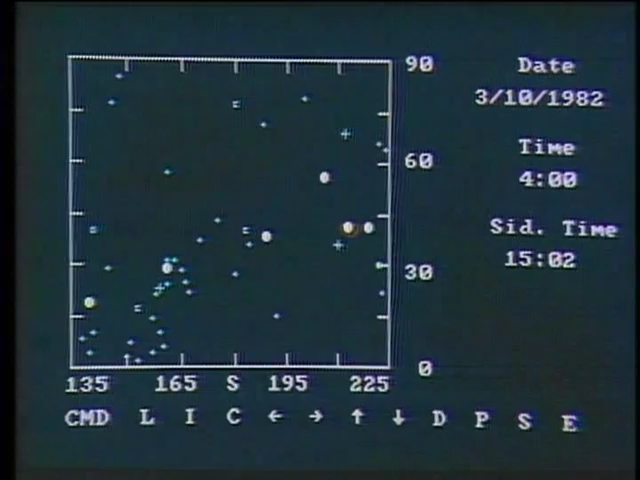 90
Date
3/10/1982
Time
60
4:00
Sid. Time
15:02
30
0
135 165 S 195 225
CMD L I C ← → ↑ ↓ D P S E